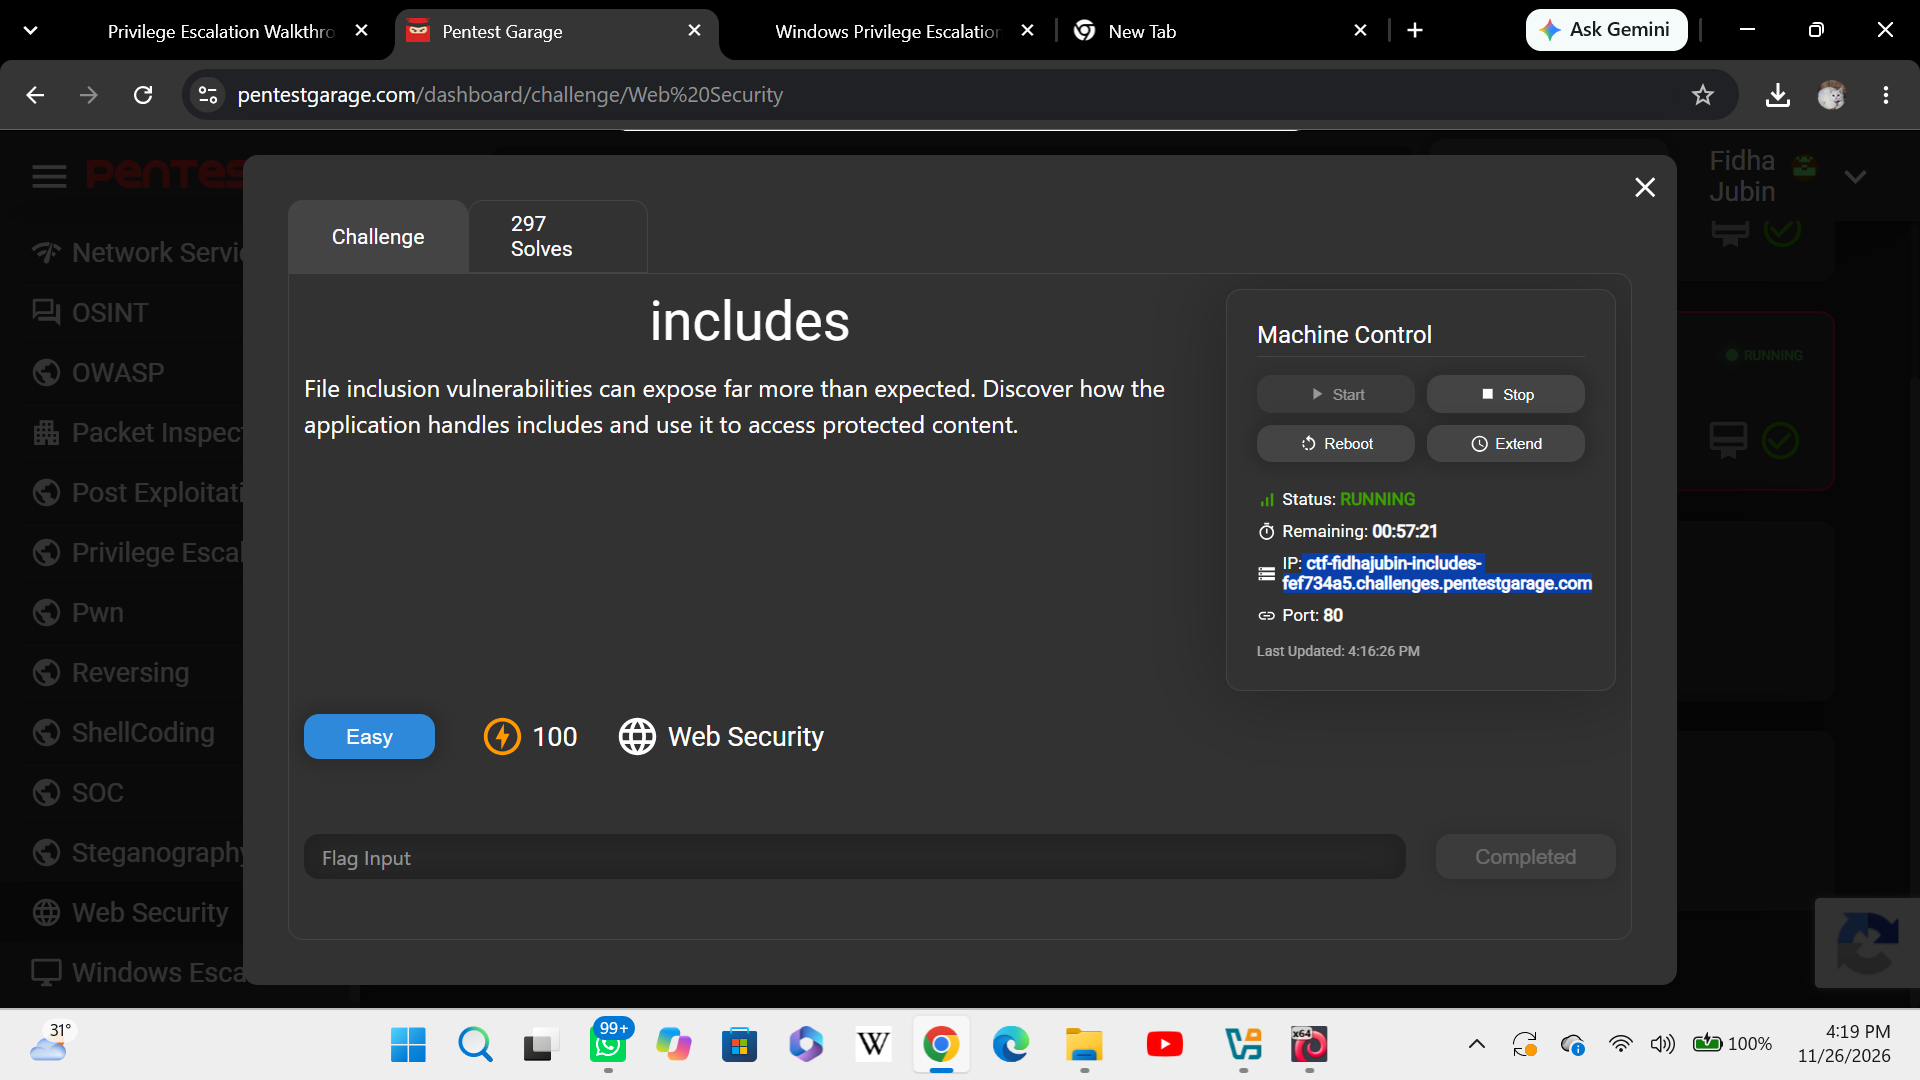 Privilege Escalation Walkthro
Pentest Garage
Windows Privilege Escalation
New Tab
Ask Gemini
pentestgarage.com/dashboard/challenge/Web%20Security
PenTes
Fidha
Jubin
Network Servi
OSINT
OWASP
Packet Inspec
Post Exploitati
Privilege Escal
Pwn
Reversing
ShellCoding
SOC
Steganography
Web Security
Windows Esca
RUNNING
Challenge
297
Solves
includes
File inclusion vulnerabilities can expose far more than expected. Discover how the
application handles includes and use it to access protected content.
Machine Control
Start
Stop
Reboot
Extend
Status: RUNNING
Remaining: 00:57:21
IP: ctf-fidhajubin-includes-
fef734a5.challenges.pentestgarage.com
Port: 80
Last Updated: 4:16:26 PM
Easy
100
Web Security
Flag Input
Completed
31°
99+
W
x64
100%
4:19 PM
11/26/2026